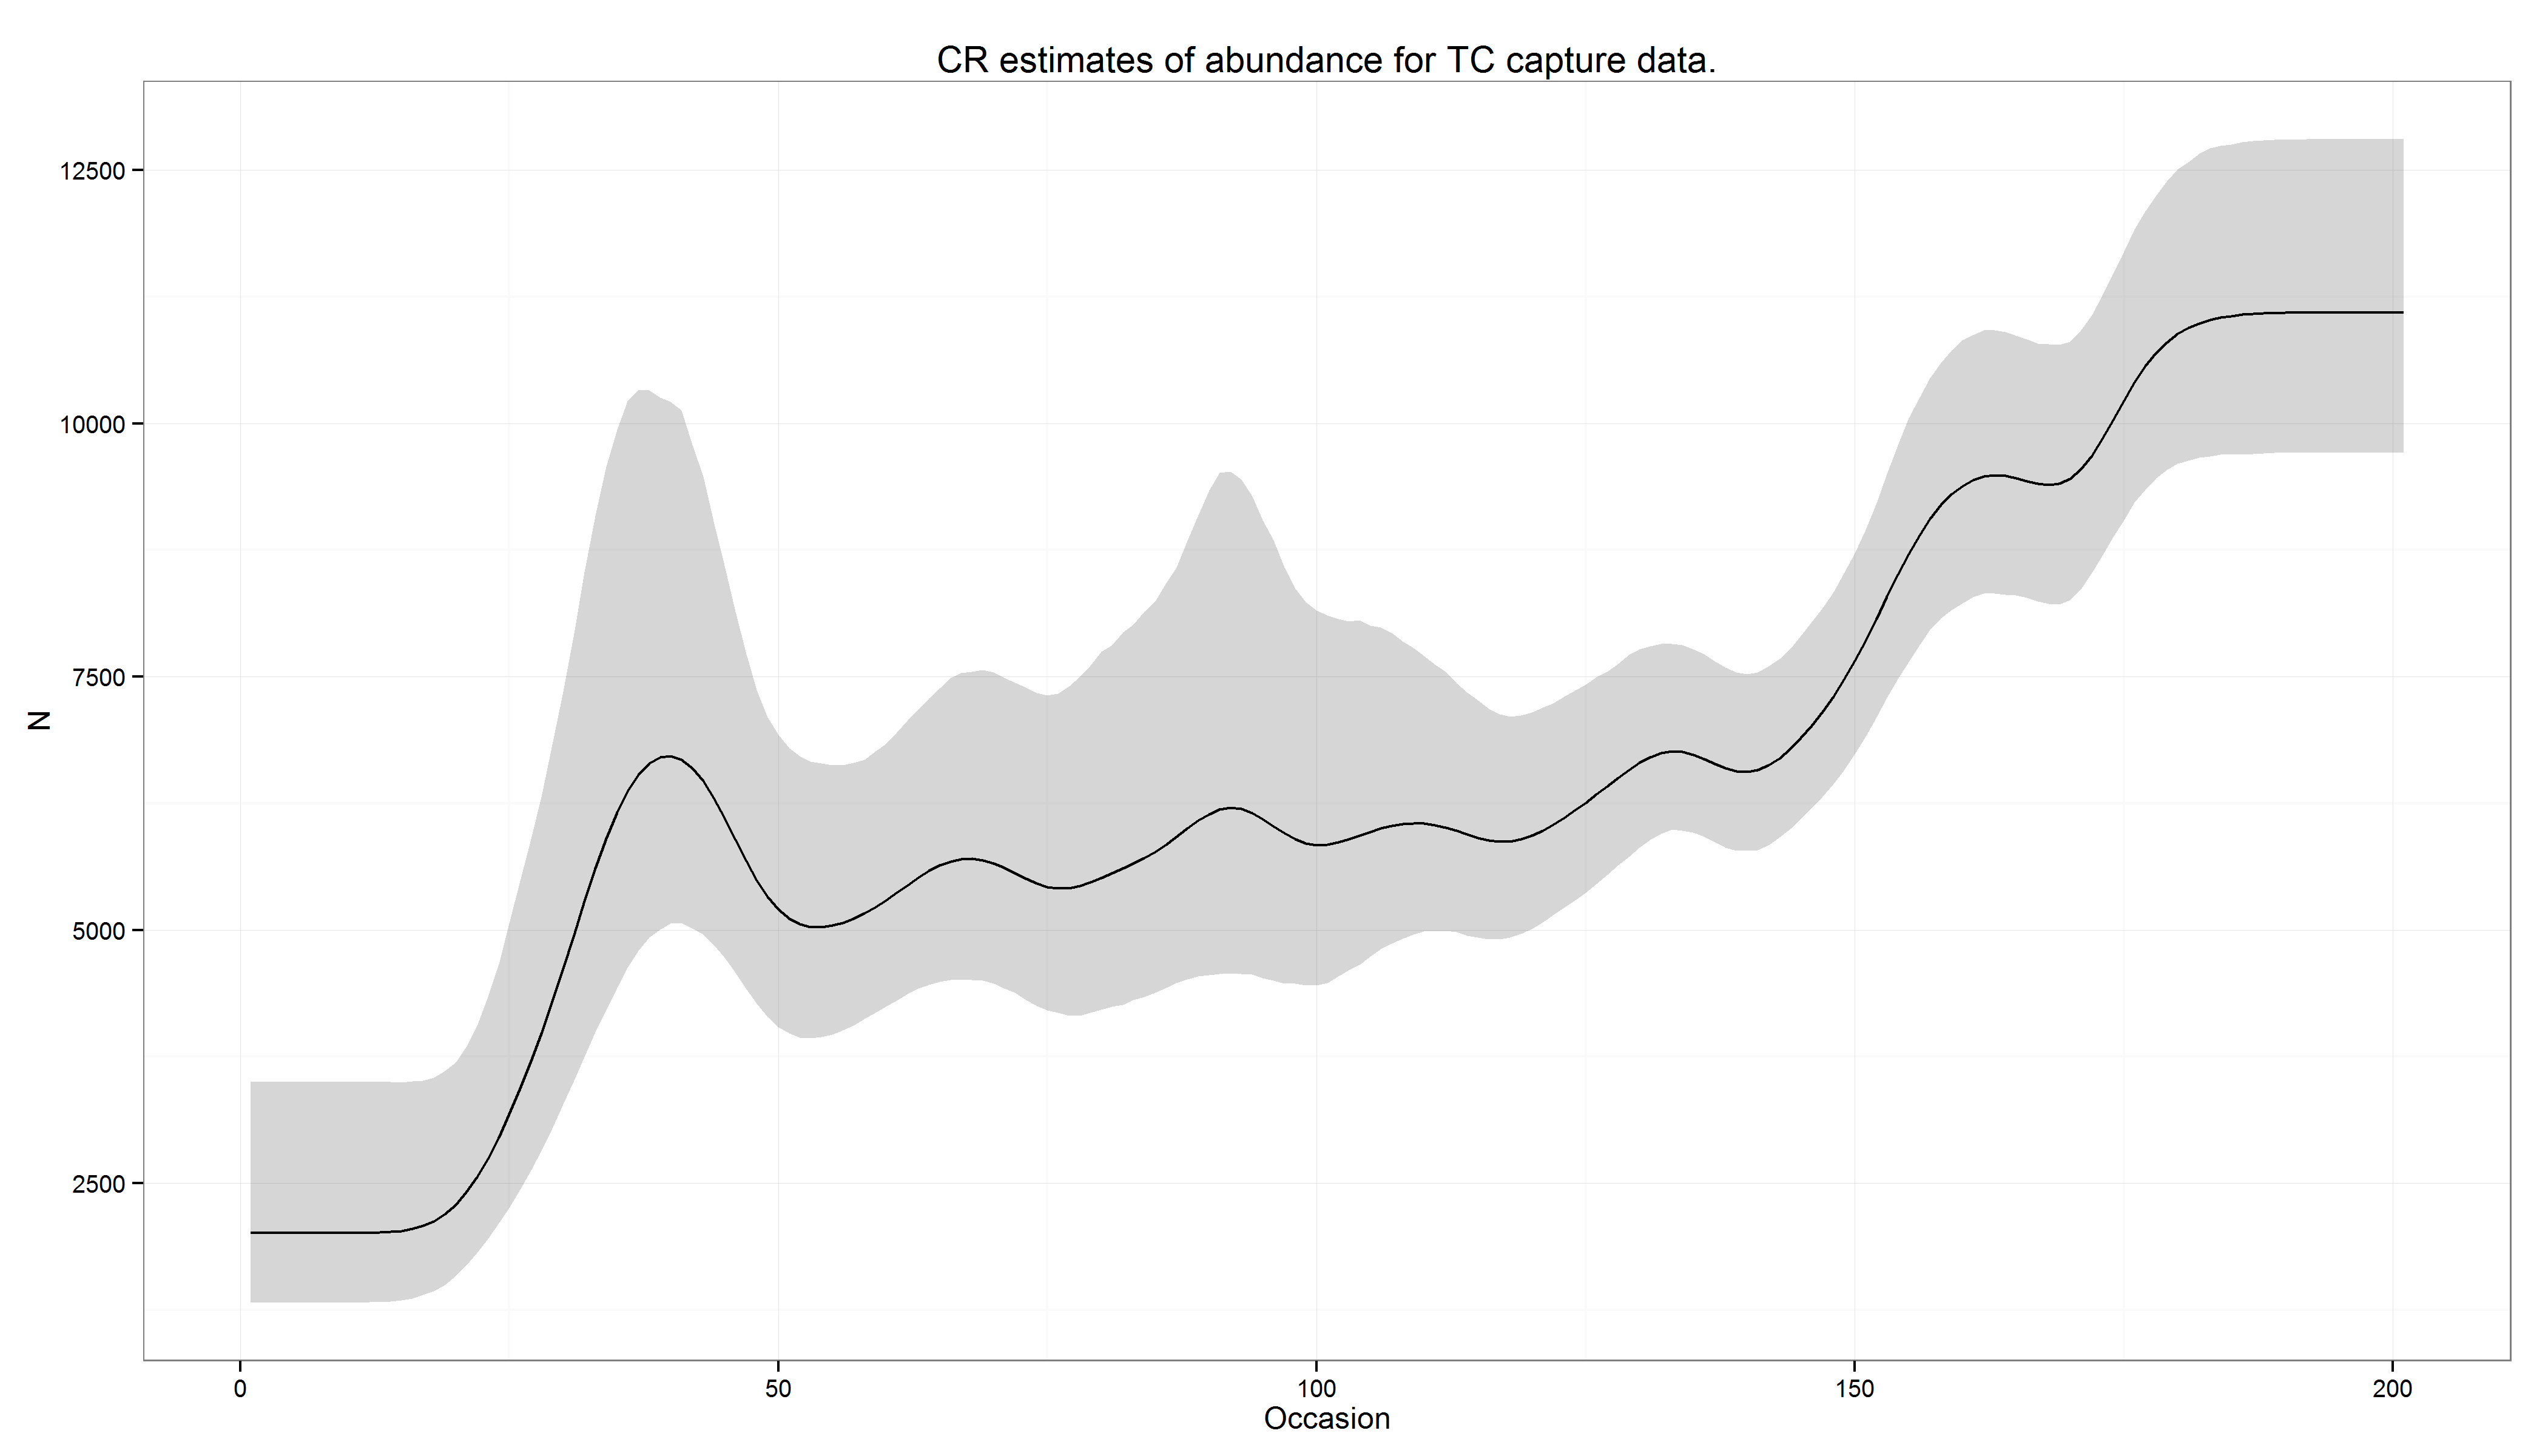 CR estimates of abundance for TC capture data.
12500
10000
7500
5000
2500
N
0 50 100 150 200
Occasion